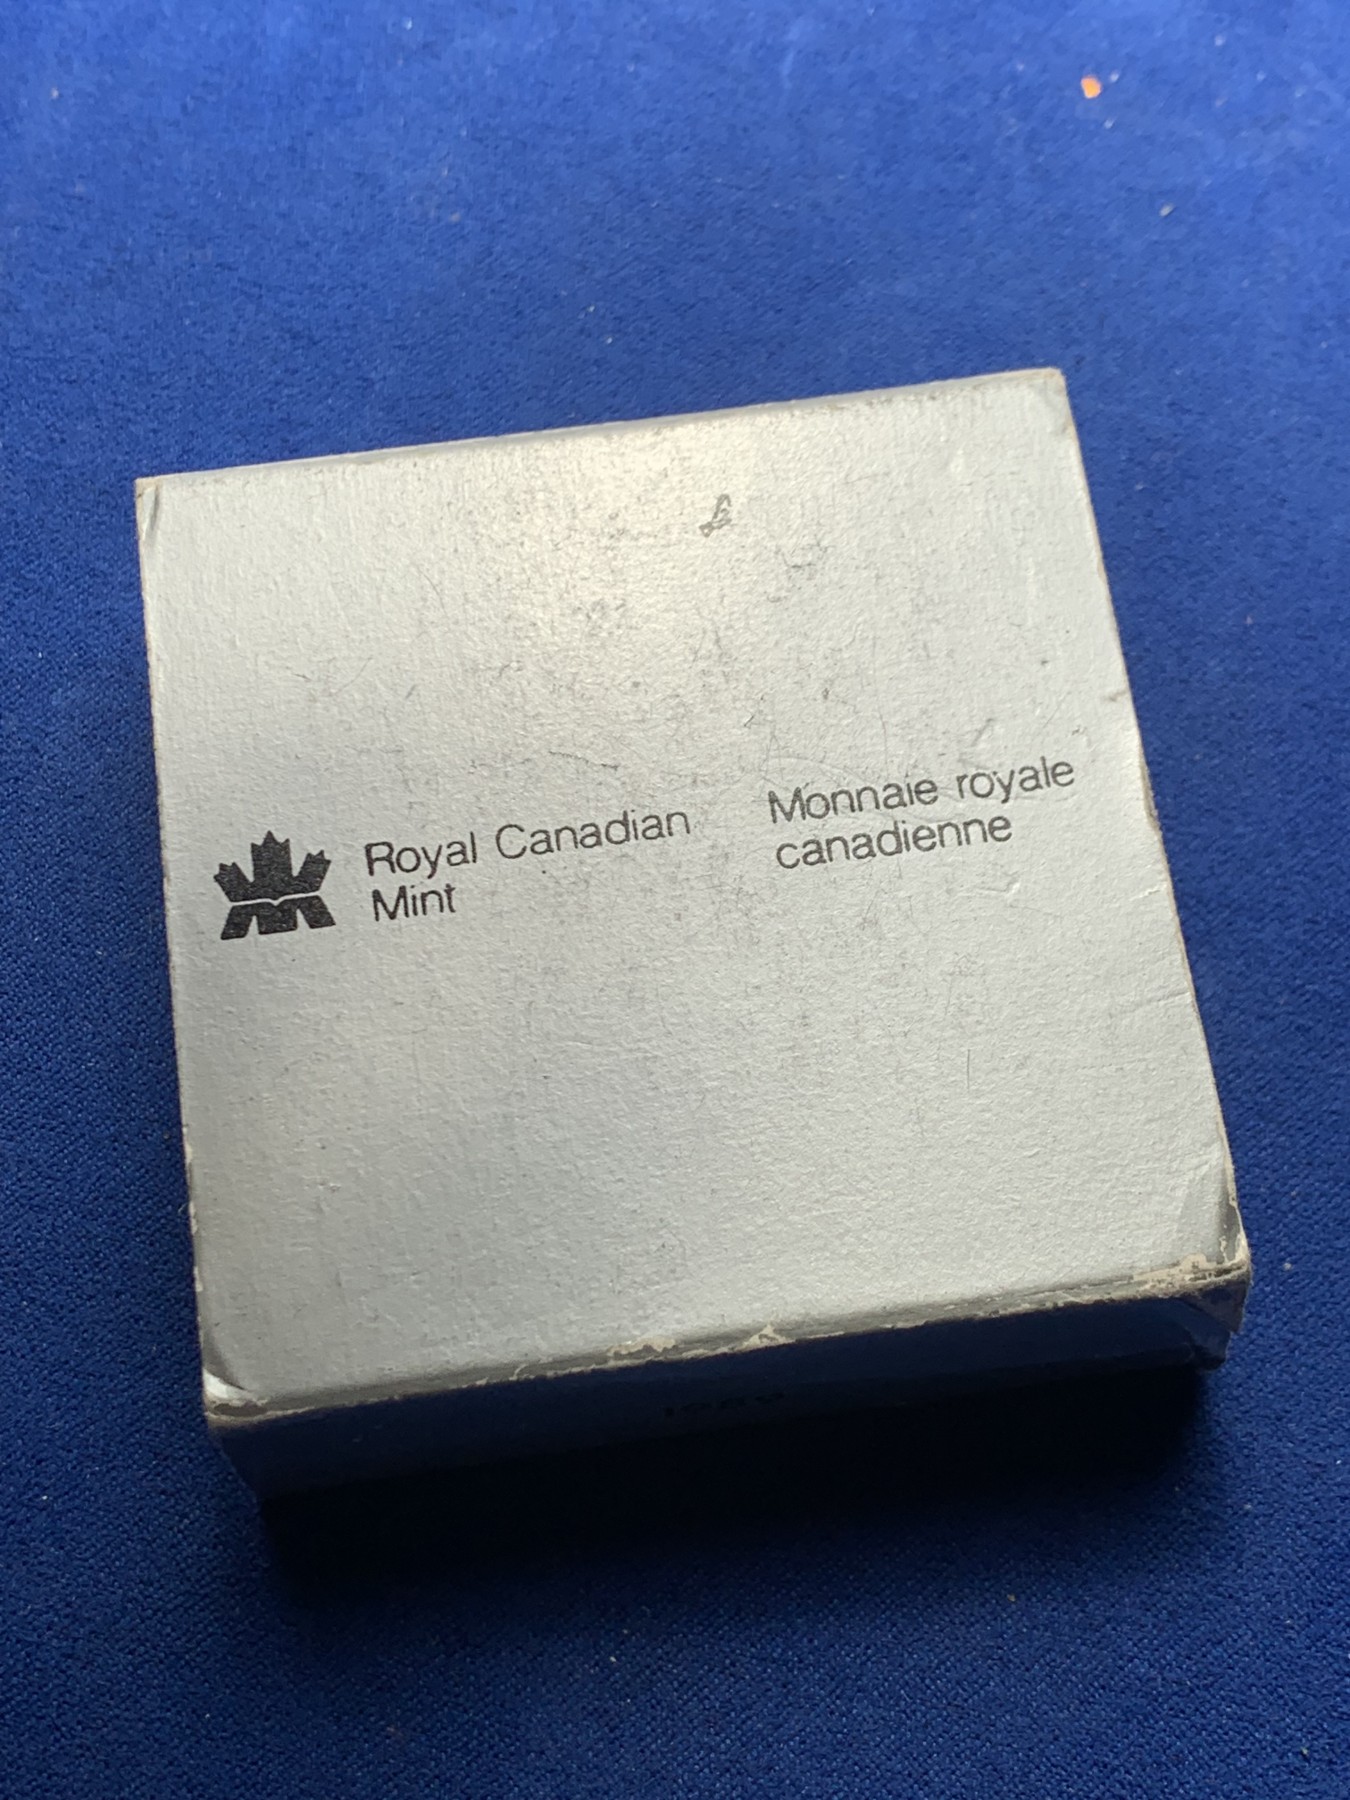 Royal Canadian
Mint
Monnaie royale
canadienne